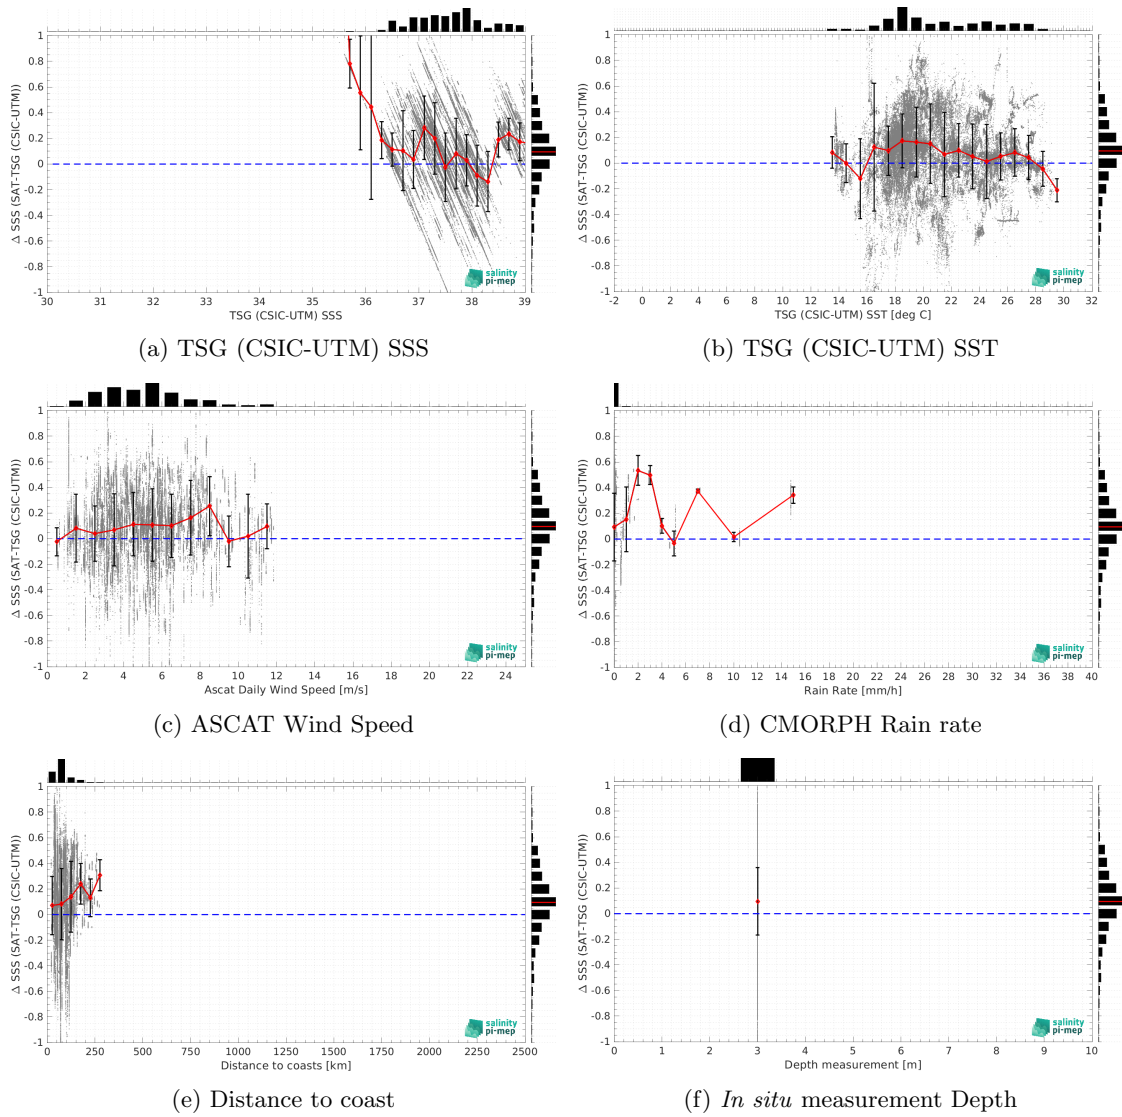 1
0.8
0.6
0.4
0.2
0
-0.2
-0.4
-0.6
-0.8
-1
Δ SSS (SAT-TSG (CSIC-UTM))
30 31 32 33 34 35 36 37 38 39
TSG (CSIC-UTM) SSS
salinity
pi-mep
(a) TSG (CSIC-UTM) SSS
1
0.8
0.6
0.4
0.2
0
-0.2
-0.4
-0.6
-0.8
-1
Δ SSS (SAT-TSG (CSIC-UTM))
-2 0 2 4 6 8 10 12 14 16 18 20 22 24 26 28 30 32
TSG (CSIC-UTM) SST [deg C]
salinity
pi-mep
(b) TSG (CSIC-UTM) SST
1
0.8
0.6
0.4
0.2
0
-0.2
-0.4
-0.6
-0.8
-1
Δ SSS (SAT-TSG (CSIC-UTM))
0 2 4 6 8 10 12 14 16 18 20 22 24
Ascat Daily Wind Speed [m/s]
salinity
pi-mep
(c) ASCAT Wind Speed
1
0.8
0.6
0.4
0.2
0
-0.2
-0.4
-0.6
-0.8
-1
Δ SSS (SAT-TSG (CSIC-UTM))
0 2 4 6 8 10 12 14 16 18 20 22 24 26 28 30 32 34 36 38 40
Rain Rate [mm/h]
salinity
pi-mep
(d) CMORPH Rain rate
1
0.8
0.6
0.4
0.2
0
-0.2
-0.4
-0.6
-0.8
-1
Δ SSS (SAT-TSG (CSIC-UTM))
0 250 500 750 1000 1250 1500 1750 2000 2250 2500
Distance to coasts [km]
salinity
pi-mep
(e) Distance to coast
1
0.8
0.6
0.4
0.2
0
-0.2
-0.4
-0.6
-0.8
-1
Δ SSS (SAT-TSG (CSIC-UTM))
0 1 2 3 4 5 6 7 8 9 10
Depth measurement [m]
salinity
pi-mep
(f) In situ measurement Depth